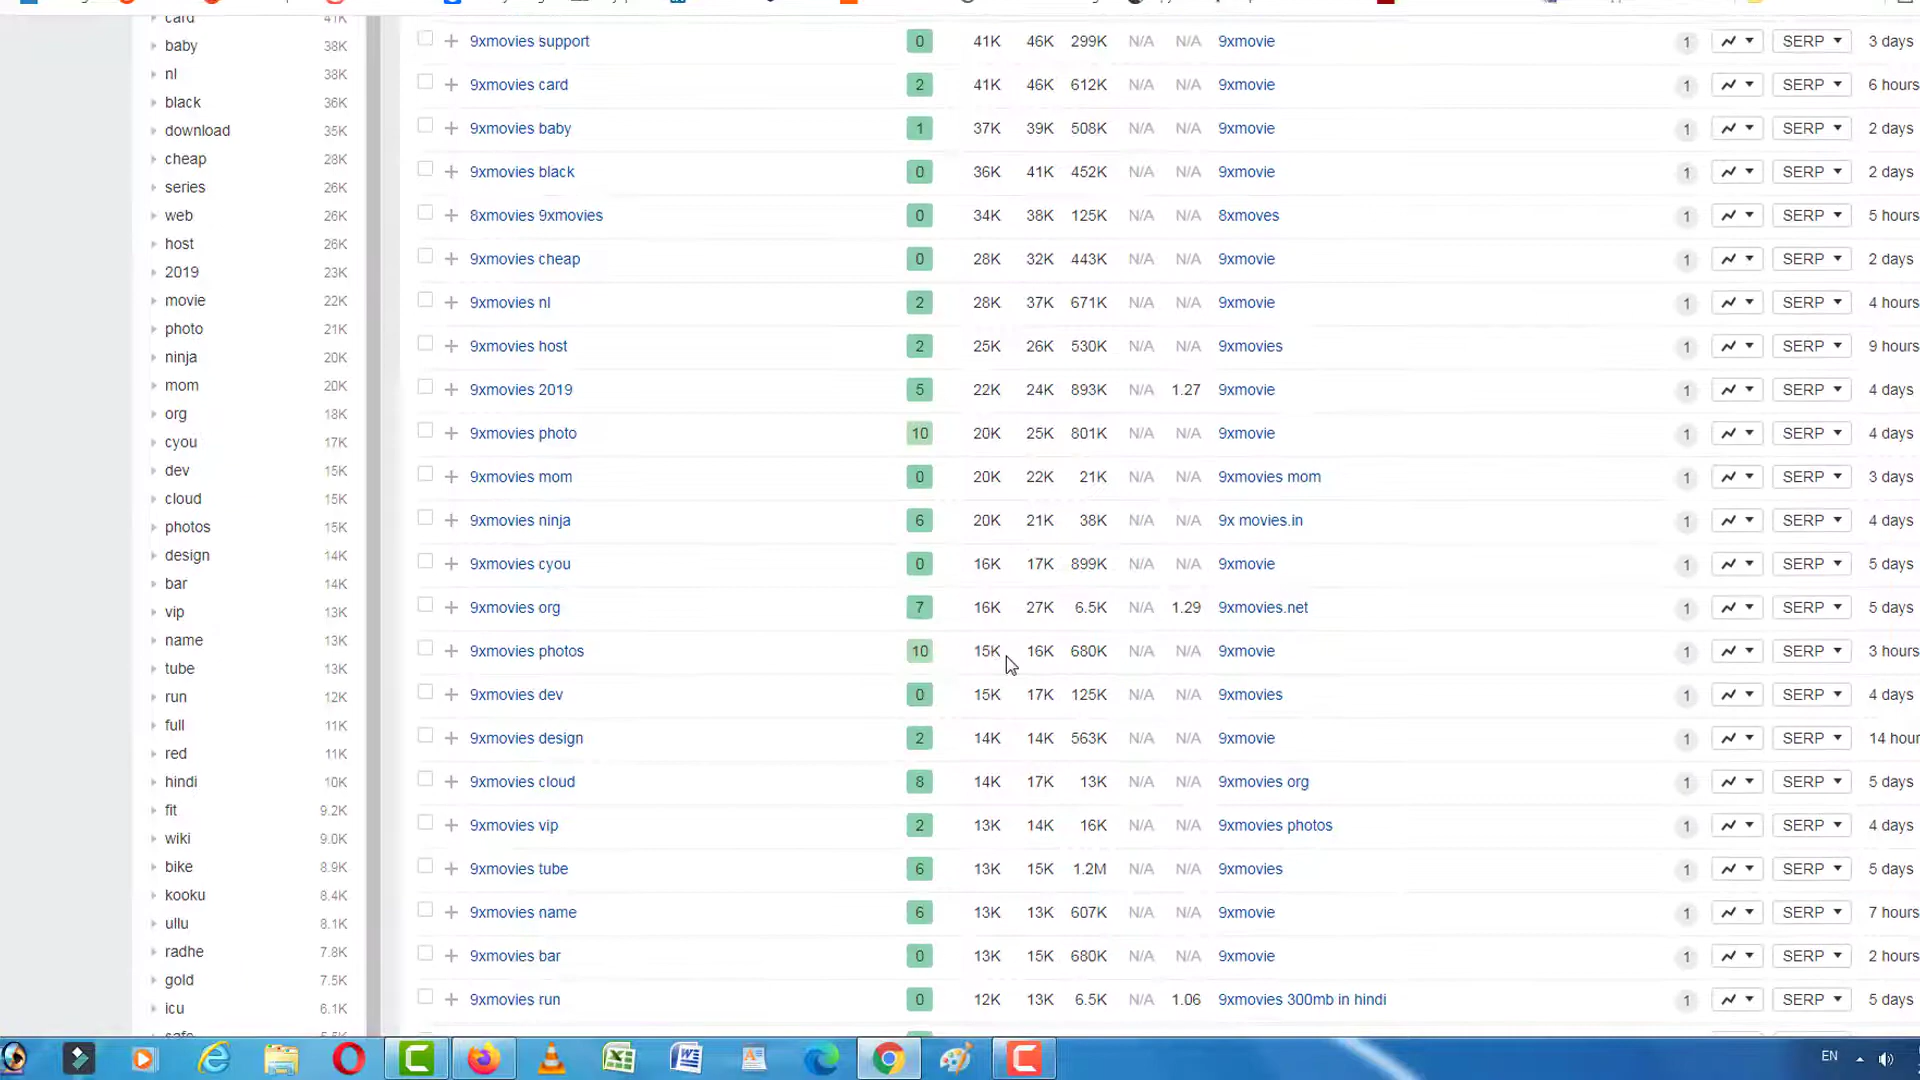 card 41K
baby 38K
nl 38K
black 36K
download 35K
cheap 28K
series 26K
web 26K
host 26K
2019 23K
movie 22K
photo 21K
ninja 20K
mom 20K
org 18K
cyou 17K
dev 15K
cloud 15K
photos 15K
design 14K
bar 14K
vip 13K
name 13K
tube 13K
run 12K
full 11K
red 11K
hindi 10K
fit 9.2K
wiki 9.0K
bike 8.9K
kooku 8.4K
ullu 8.1K
radhe 7.8K
gold 7.5K
icu 6.1K
9xmovies support 0 41K 46K 299K N/A N/A 9xmovie 1 SERP 3 days
9xmovies card 2 41K 46K 612K N/A N/A 9xmovie 1 SERP 6 hours
9xmovies baby 1 37K 39K 508K N/A N/A 9xmovie 1 SERP 2 days
9xmovies black 0 36K 41K 452K N/A N/A 9xmovie 1 SERP 2 days
8xmovies 9xmovies 0 34K 38K 125K N/A N/A 8xmoves 1 SERP 5 hours
9xmovies cheap 0 28K 32K 443K N/A N/A 9xmovie 1 SERP 2 days
9xmovies nl 2 28K 37K 671K N/A N/A 9xmovie 1 SERP 4 hours
9xmovies host 2 25K 26K 530K N/A N/A 9xmovies 1 SERP 9 hours
9xmovies 2019 5 22K 24K 893K N/A 1.27 9xmovie 1 SERP 4 days
9xmovies photo 10 20K 25K 801K N/A N/A 9xmovie 1 SERP 4 days
9xmovies mom 0 20K 22K 21K N/A N/A 9xmovies mom 1 SERP 3 days
9xmovies ninja 6 20K 21K 38K N/A N/A 9x movies.in 1 SERP 4 days
9xmovies cyou 0 16K 17K 899K N/A N/A 9xmovie 1 SERP 5 days
9xmovies org 7 16K 27K 6.5K N/A 1.29 9xmovies.net 1 SERP 5 days
9xmovies photos 10 15K 16K 680K N/A N/A 9xmovie 1 SERP 3 hours
9xmovies dev 0 15K 17K 125K N/A N/A 9xmovies 1 SERP 4 days
9xmovies design 2 14K 14K 563K N/A N/A 9xmovie 1 SERP 14 hour
9xmovies cloud 8 14K 17K 13K N/A N/A 9xmovies org 1 SERP 5 days
9xmovies vip 2 13K 14K 16K N/A N/A 9xmovies photos 1 SERP 4 days
9xmovies tube 6 13K 15K 1.2M N/A N/A 9xmovies 1 SERP 5 days
9xmovies name 6 13K 13K 607K N/A N/A 9xmovie 1 SERP 7 hours
9xmovies bar 0 13K 15K 680K N/A N/A 9xmovie 1 SERP 2 hours
9xmovies run 0 12K 13K 6.5K N/A 1.06 9xmovies 300mb in hindi 1 SERP 5 days
EN